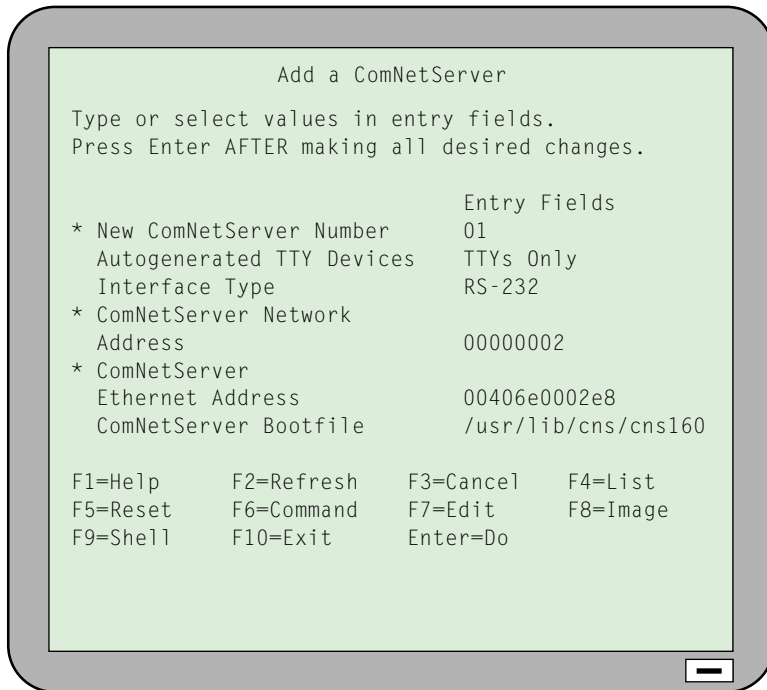 Add a ComNetServer
Type or select values in entry fields.
Press Enter AFTER making all desired changes.
Entry Fields
* New ComNetServer Number 01
Autogenerated TTY Devices TTYs Only
Interface Type RS-232
* ComNetServer Network
Address 00000002
* ComNetServer
Ethernet Address 00406e0002e8
ComNetServer Bootfile /usr/lib/cns/cns160
F1=Help F2=Refresh F3=Cancel F4=List
F5=Reset F6=Command F7=Edit F8=Image
F9=Shell F10=Exit Enter=Do